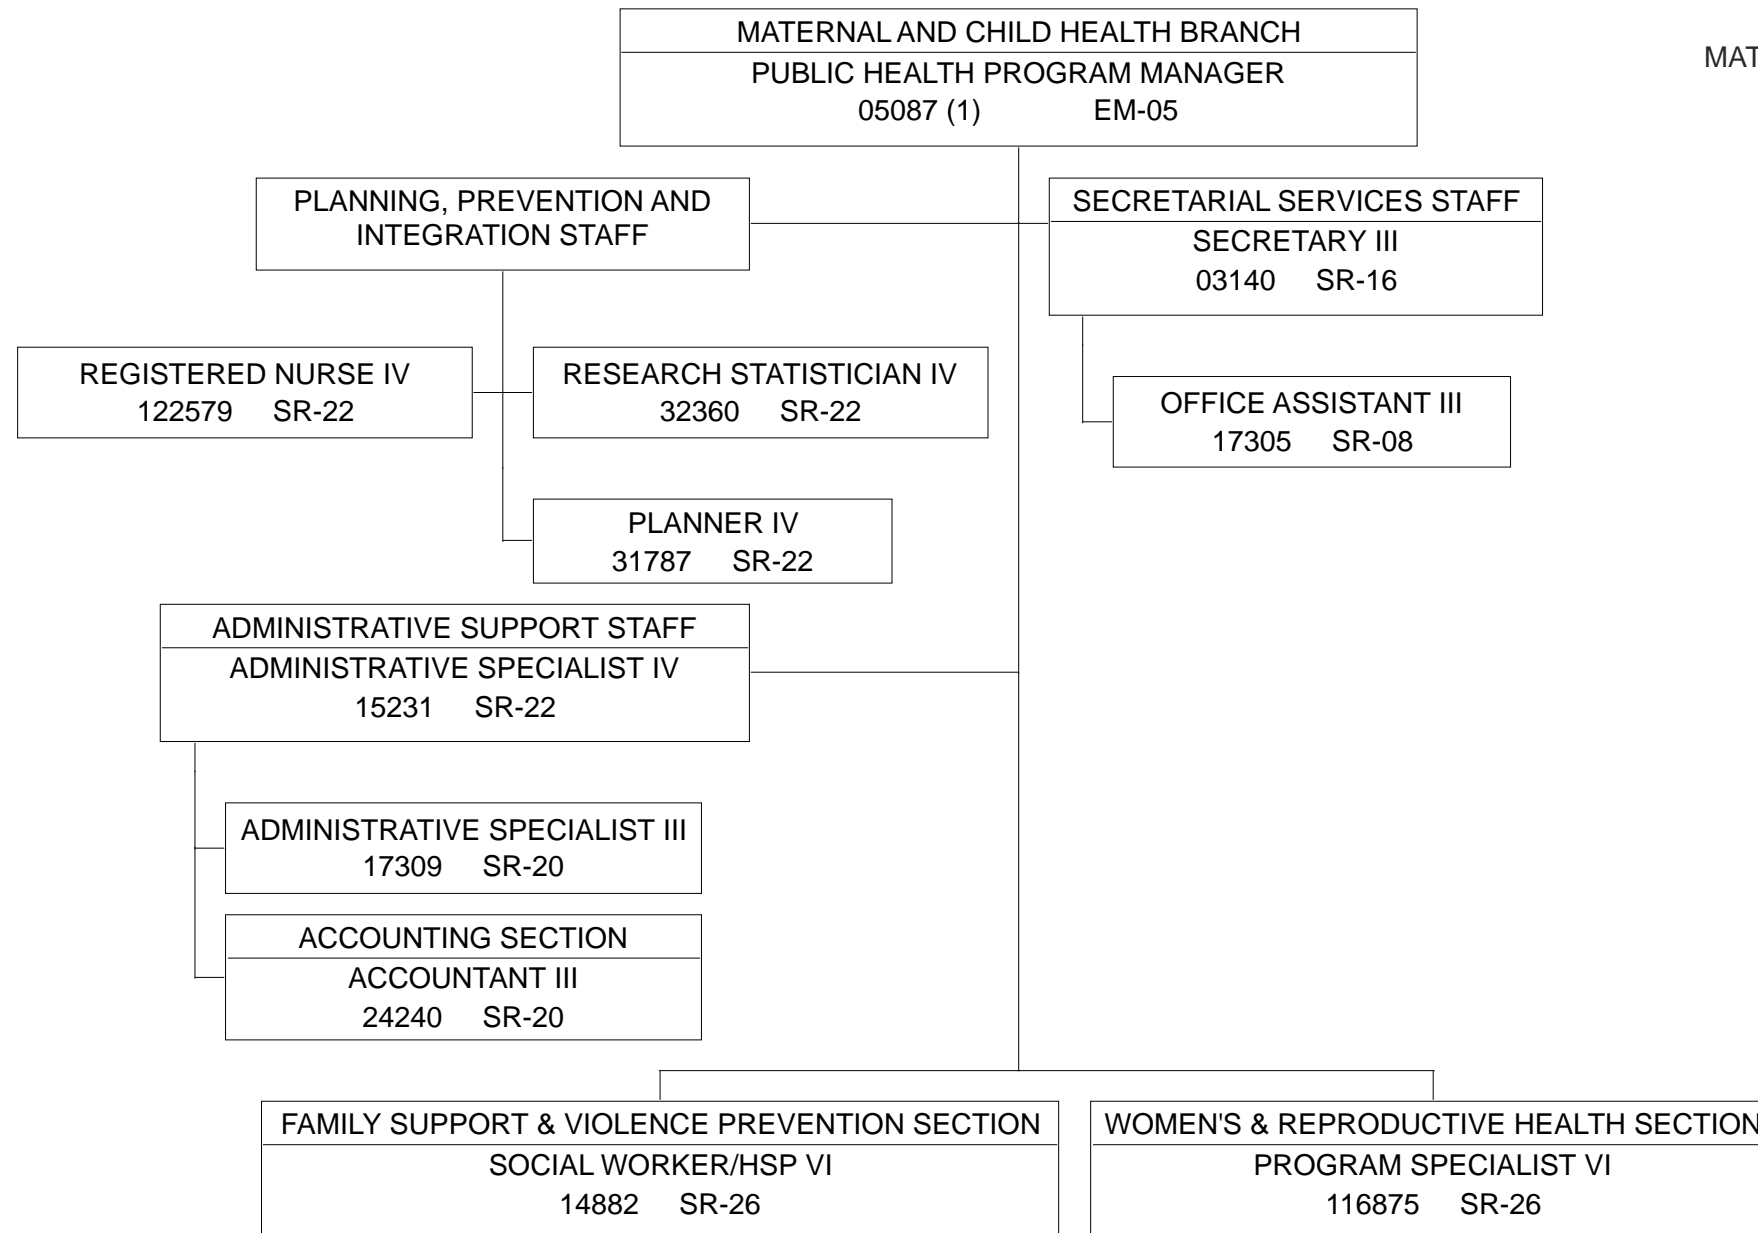 MATERNAL AND CHILD HEALTH BRANCH
PUBLIC HEALTH PROGRAM MANAGER
05087 (1) EM-05
MAT
PLANNING, PREVENTION AND
INTEGRATION STAFF
SECRETARIAL SERVICES STAFF
SECRETARY III
03140 SR-16
REGISTERED NURSE IV
122579 SR-22
RESEARCH STATISTICIAN IV
32360 SR-22
OFFICE ASSISTANT III
17305 SR-08
PLANNER IV
31787 SR-22
ADMINISTRATIVE SUPPORT STAFF
ADMINISTRATIVE SPECIALIST IV
15231 SR-22
ADMINISTRATIVE SPECIALIST III
17309 SR-20
ACCOUNTING SECTION
ACCOUNTANT III
24240 SR-20
FAMILY SUPPORT & VIOLENCE PREVENTION SECTION
SOCIAL WORKER/HSP VI
14882 SR-26
WOMEN'S & REPRODUCTIVE HEALTH SECTION
PROGRAM SPECIALIST VI
116875 SR-26